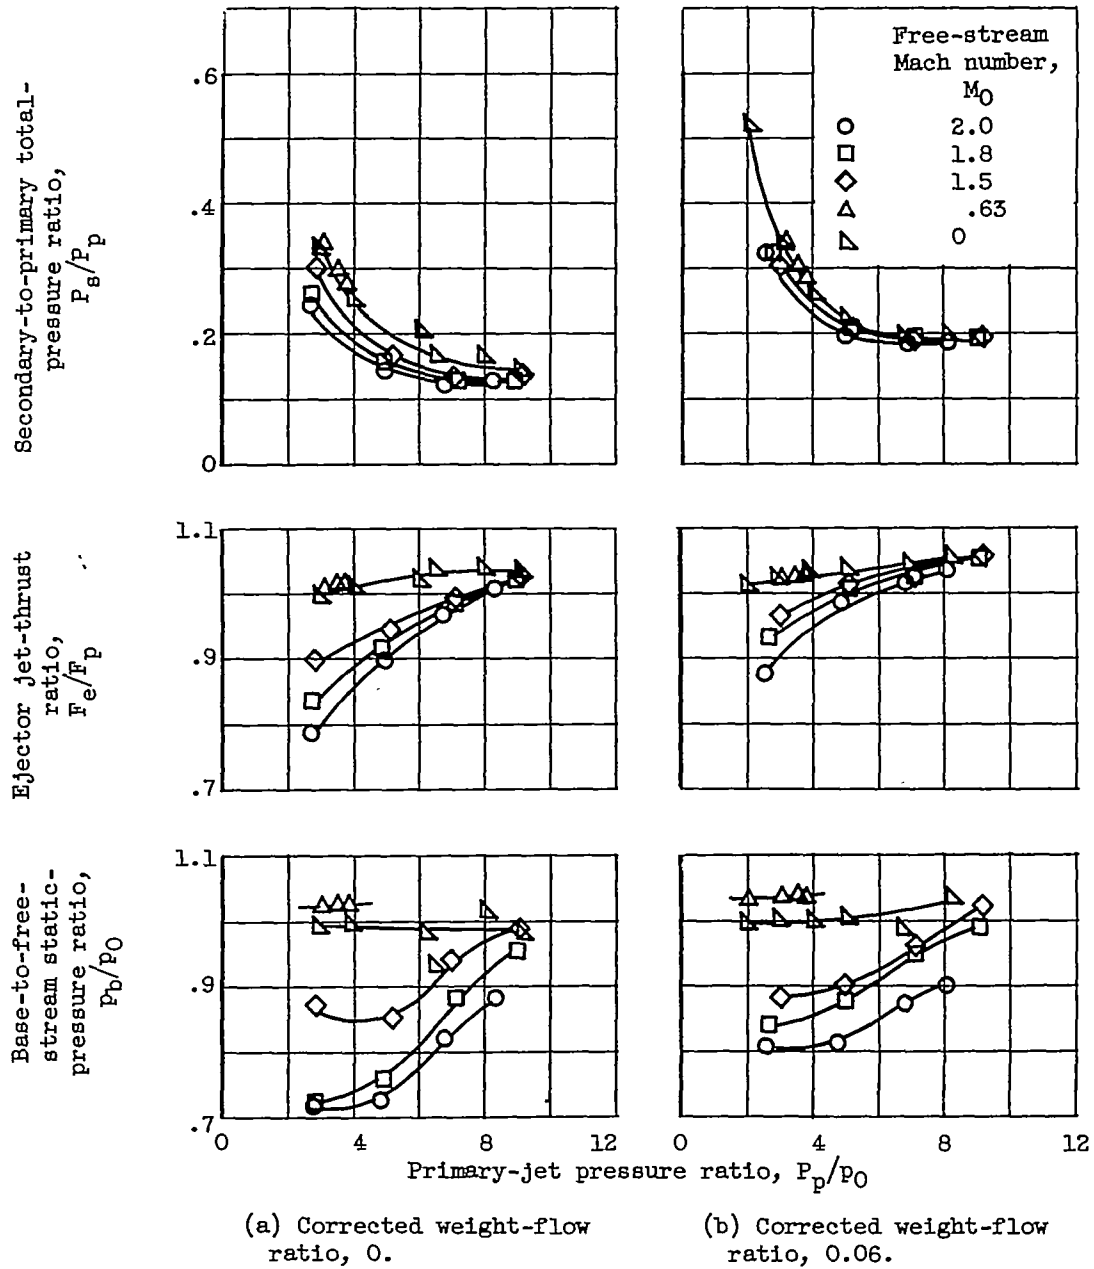 Secondary-to-primary total-
pressure ratio,
Ps/Pp
.6
.4
.2
0
Free-stream
Mach number,
M0
2.0
1.8
1.5
.63
0
Ejector jet-thrust
ratio,
Fe/Fp
1.1
.9
.7
Base-to-free-
stream static-
pressure ratio,
pb/p0
1.1
.9
.7
0 4 8 12
0 4 8 12
Primary-jet pressure ratio, Pp/p0
(a) Corrected weight-flow
ratio, 0.
(b) Corrected weight-flow
ratio, 0.06.